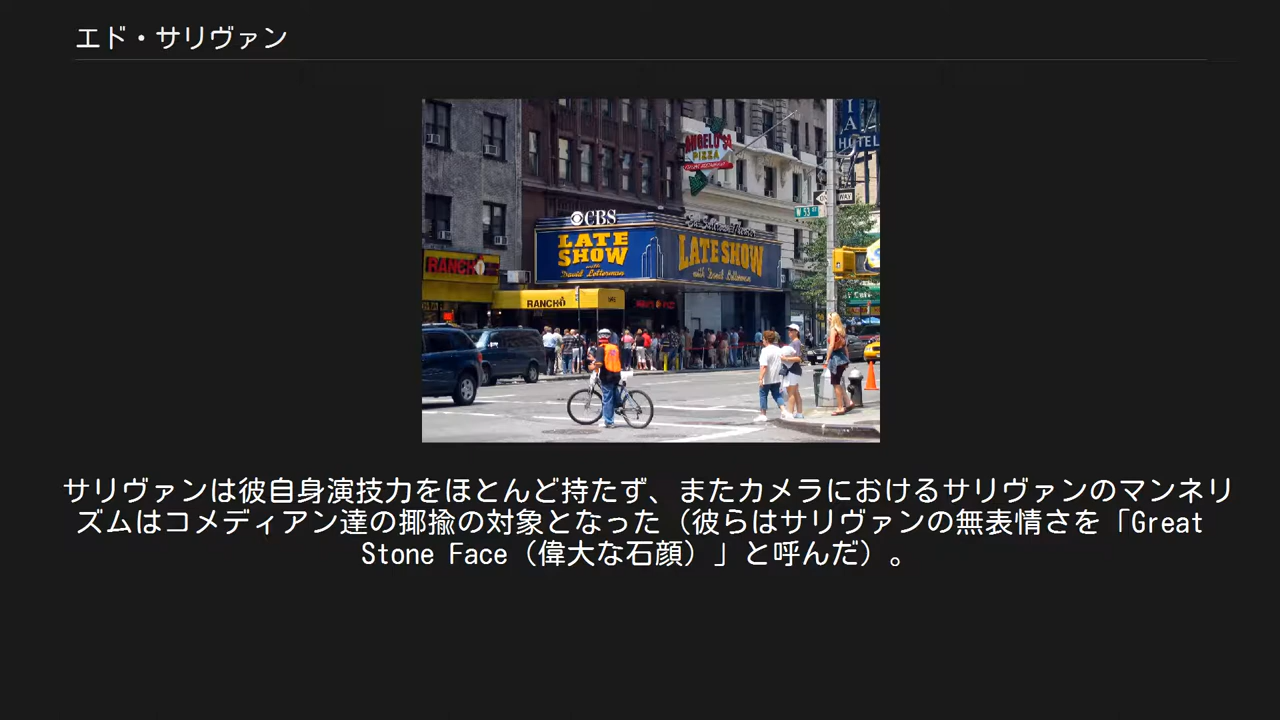 エド・サリヴァン
ANGELO'S
PIZZA
HOTEL
WAY
W 53 ST
CBS
LATE
SHOW
with
David Letterman
LATE SHOW
with David Letterman
RANCHO
RANCHO
サリヴァンは彼自身演技力をほとんど持たず、またカメラにおけるサリヴァンのマンネリ
ズムはコメディアン達の揶揄の対象となった（彼らはサリヴァンの無表情さを「Great
Stone Face（偉大な石顔）」と呼んだ）。